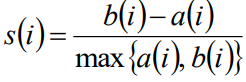 s(i) = b(i) − a(i) / max{a(i), b(i)}